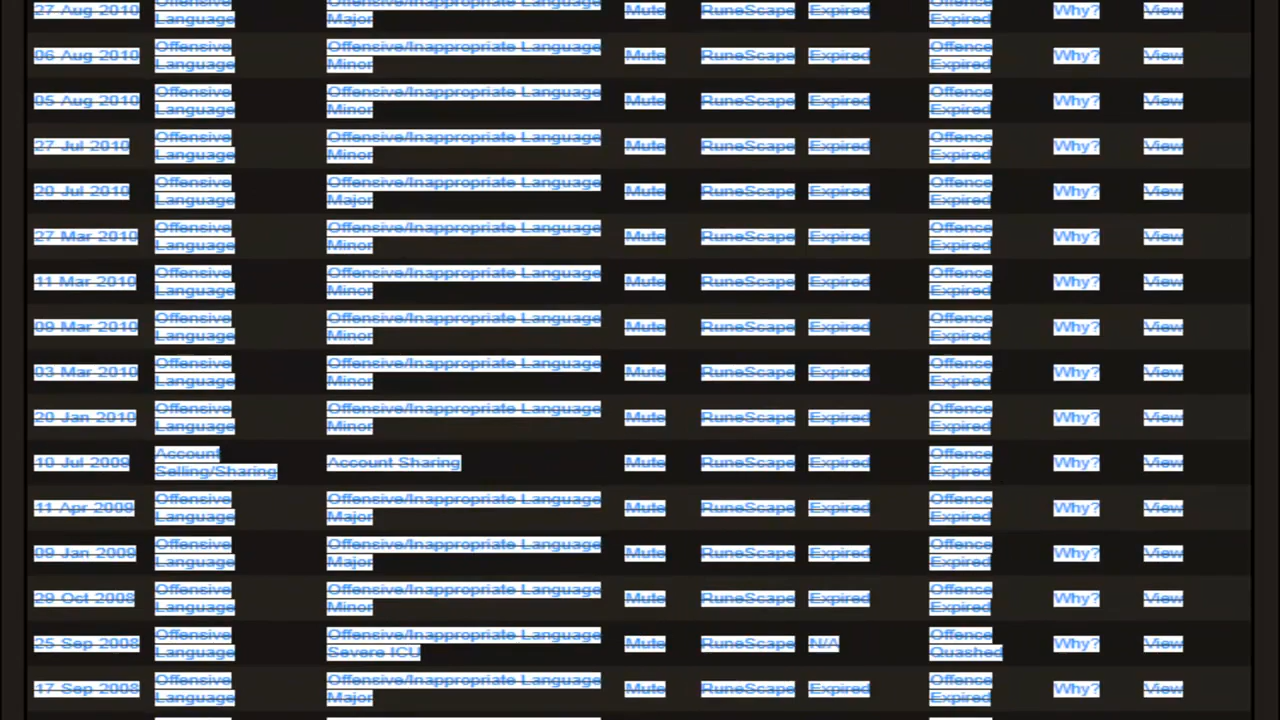 27 Aug 2010 Offensive Language Offensive/Inappropriate Language Major Mute RuneScape Expired Offence Expired Why? View
06 Aug 2010 Offensive Language Offensive/Inappropriate Language Minor Mute RuneScape Expired Offence Expired Why? View
05 Aug 2010 Offensive Language Offensive/Inappropriate Language Minor Mute RuneScape Expired Offence Expired Why? View
27 Jul 2010 Offensive Language Offensive/Inappropriate Language Minor Mute RuneScape Expired Offence Expired Why? View
20 Jul 2010 Offensive Language Offensive/Inappropriate Language Major Mute RuneScape Expired Offence Expired Why? View
27 Mar 2010 Offensive Language Offensive/Inappropriate Language Minor Mute RuneScape Expired Offence Expired Why? View
11 Mar 2010 Offensive Language Offensive/Inappropriate Language Minor Mute RuneScape Expired Offence Expired Why? View
09 Mar 2010 Offensive Language Offensive/Inappropriate Language Minor Mute RuneScape Expired Offence Expired Why? View
03 Mar 2010 Offensive Language Offensive/Inappropriate Language Minor Mute RuneScape Expired Offence Expired Why? View
20 Jan 2010 Offensive Language Offensive/Inappropriate Language Minor Mute RuneScape Expired Offence Expired Why? View
10 Jul 2009 Account Selling/Sharing Account Sharing Mute RuneScape Expired Offence Expired Why? View
11 Apr 2009 Offensive Language Offensive/Inappropriate Language Major Mute RuneScape Expired Offence Expired Why? View
09 Jan 2009 Offensive Language Offensive/Inappropriate Language Major Mute RuneScape Expired Offence Expired Why? View
29 Oct 2008 Offensive Language Offensive/Inappropriate Language Minor Mute RuneScape Expired Offence Expired Why? View
25 Sep 2008 Offensive Language Offensive/Inappropriate Language Severe ICU Mute RuneScape N/A Offence Quashed Why? View
17 Sep 2008 Offensive Language Offensive/Inappropriate Language Major Mute RuneScape Expired Offence Expired Why? View